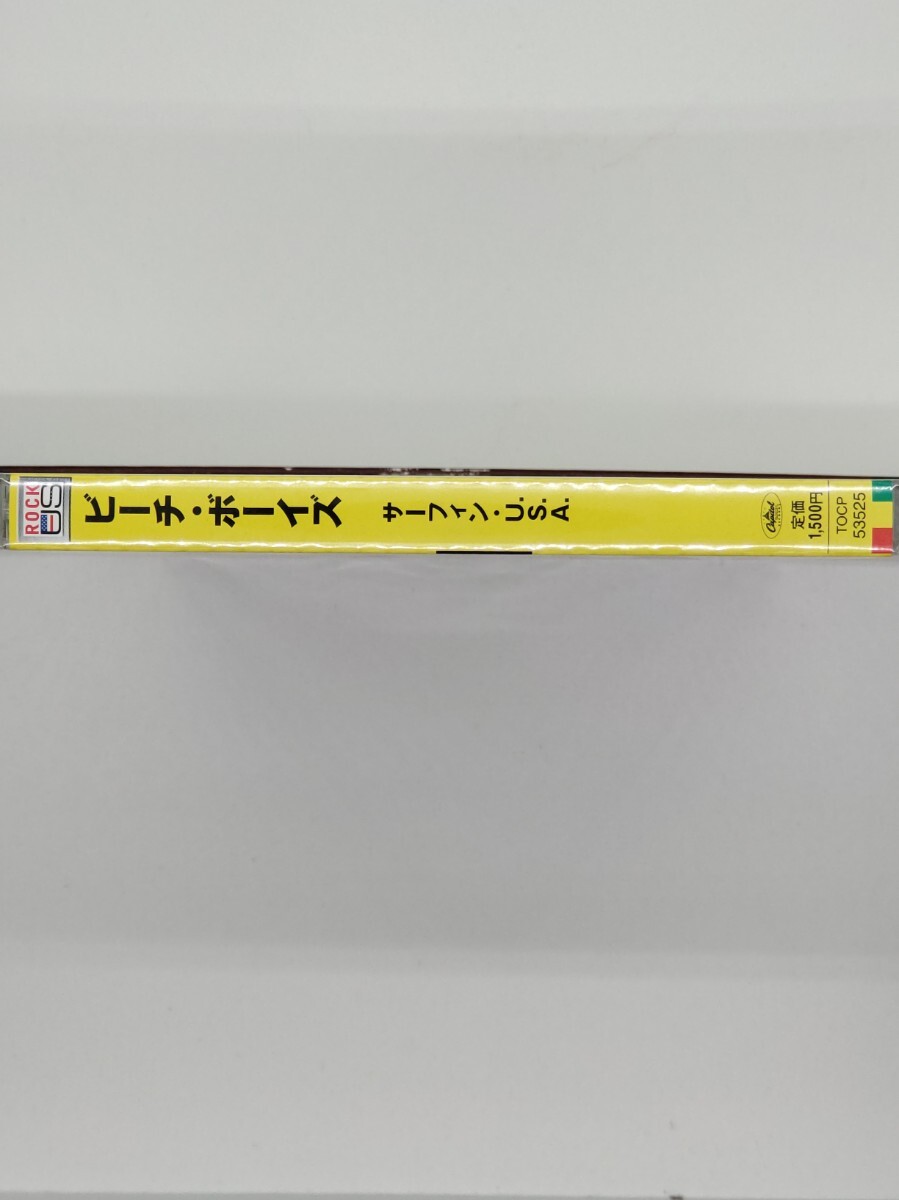 ROCK
US
ビーチ・ボーイズ
サーフィン・U.S.A.
Capitol
定価
1,500円
TOCP
53525